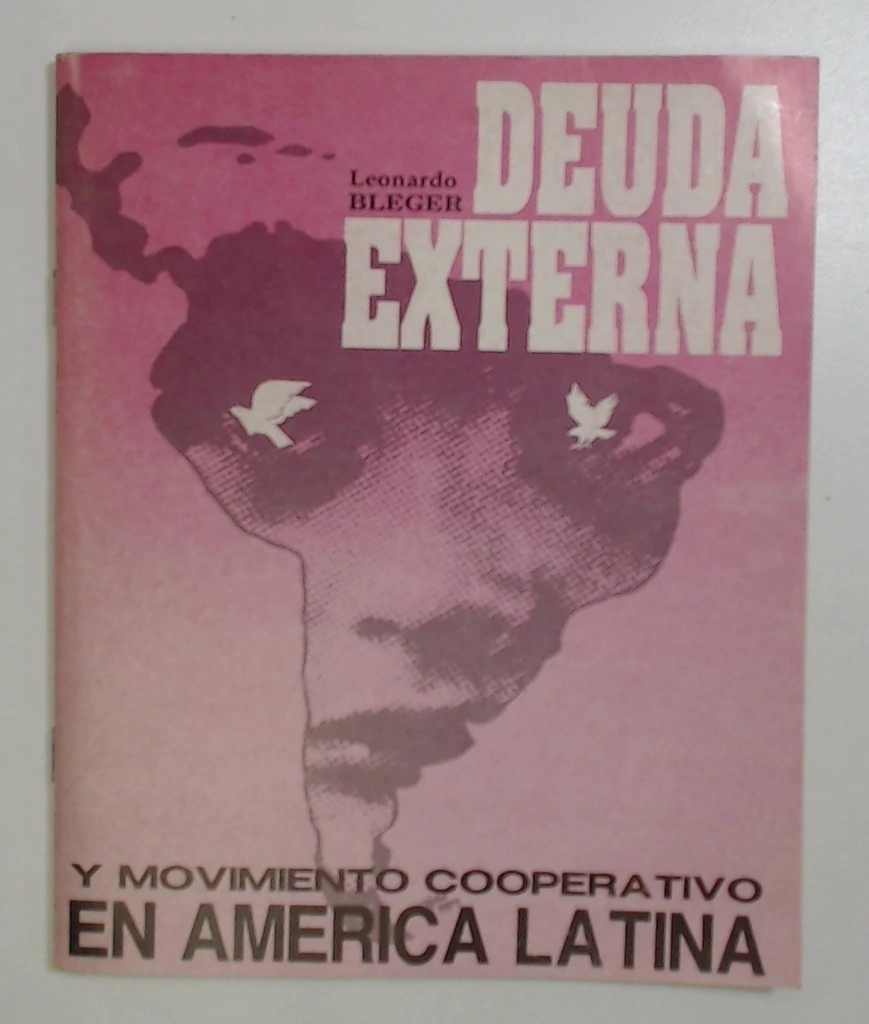 DEUDA
Leonardo
BLEGER
EXTERNA
Y MOVIMIENTO COOPERATIVO
EN AMERICA LATINA